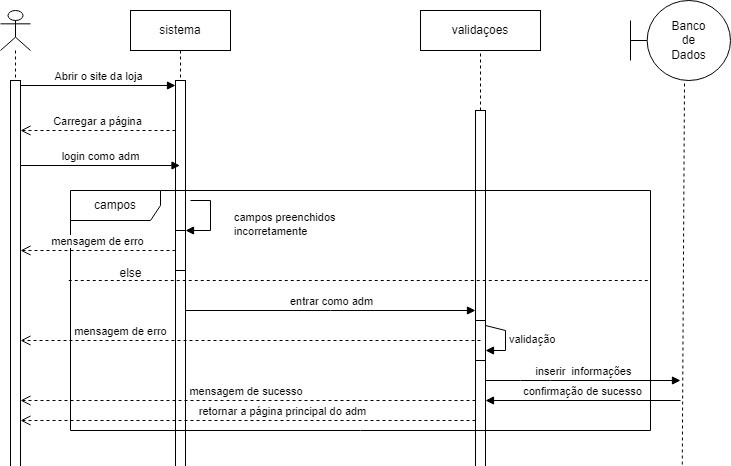 sistema
validaçoes
Banco
de
Dados
Abrir o site da loja
Carregar a página
login como adm
campos
campos preenchidos
incorretamente
mensagem de erro
else
entrar como adm
mensagem de erro
validação
inserir informações
confirmação de sucesso
mensagem de sucesso
retornar a página principal do adm